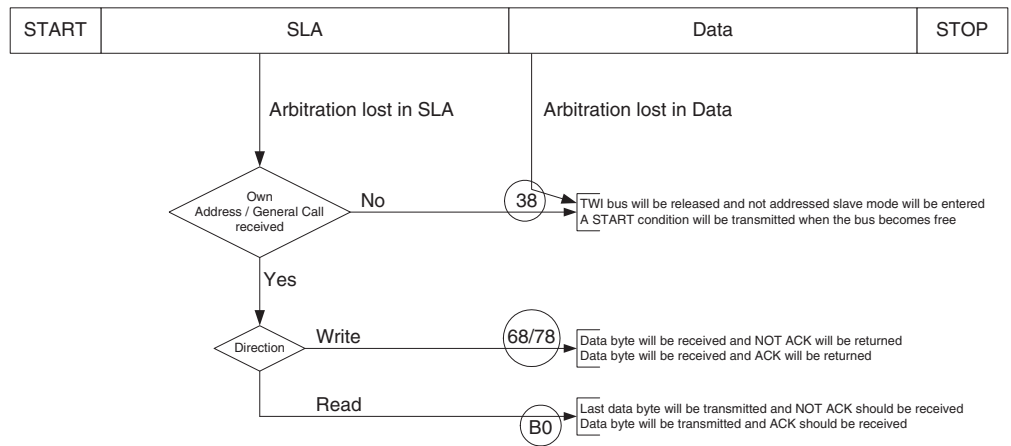 START SLA Data STOP
Arbitration lost in SLA Arbitration lost in Data
Own
Address / General Call
received
No
38
TWI bus will be released and not addressed slave mode will be entered
A START condition will be transmitted when the bus becomes free
Yes
Direction
Write
68/78
Data byte will be received and NOT ACK will be returned
Data byte will be received and ACK will be returned
Read
B0
Last data byte will be transmitted and NOT ACK should be received
Data byte will be transmitted and ACK should be received